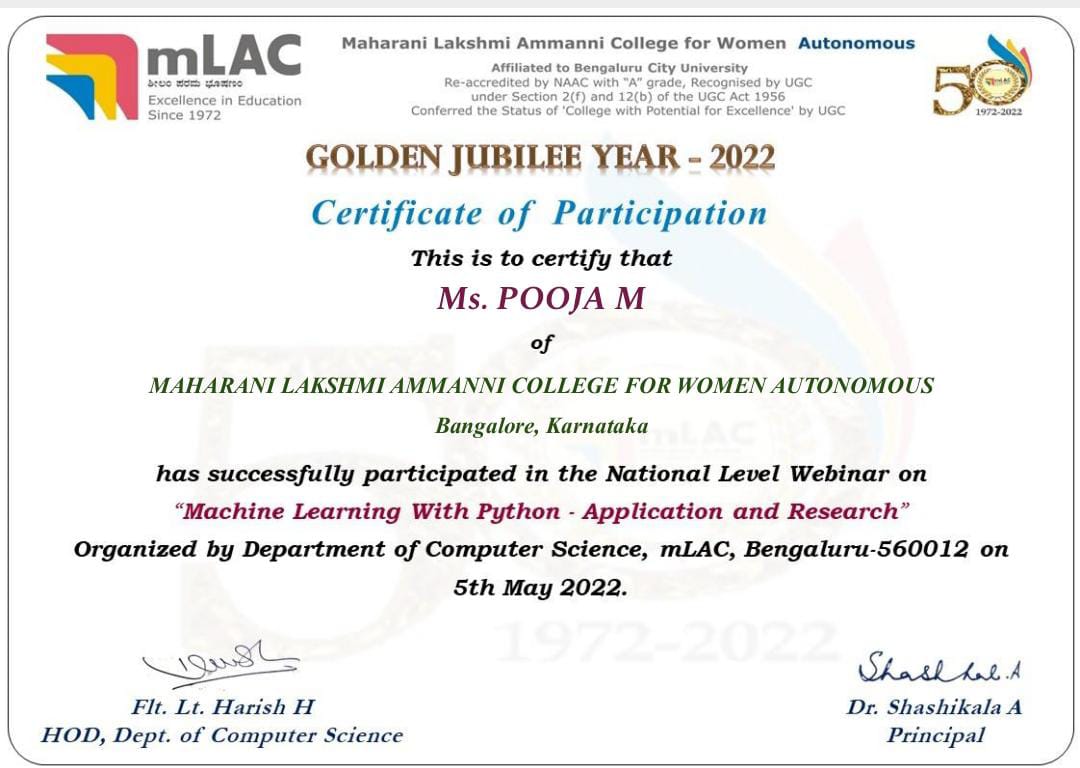 mLAC
ಶೀಲಂ ಪರಮ ಭೂಷಣಂ
Excellence in Education
Since 1972
Maharani Lakshmi Ammanni College for Women Autonomous
Affiliated to Bengaluru City University
Re-accredited by NAAC with “A” grade, Recognised by UGC
under Section 2(f) and 12(b) of the UGC Act 1956
Conferred the Status of 'College with Potential for Excellence' by UGC
50
1972-2022
GOLDEN JUBILEE YEAR – 2022
Certificate of Participation
This is to certify that
Ms. POOJA M
of
MAHARANI LAKSHMI AMMANNI COLLEGE FOR WOMEN AUTONOMOUS
Bangalore, Karnataka
mLAC
has successfully participated in the National Level Webinar on
“Machine Learning With Python - Application and Research”
Organized by Department of Computer Science, mLAC, Bengaluru-560012 on
5th May 2022.
1972-2022
Shashkal.A
Flt. Lt. Harish H
HOD, Dept. of Computer Science
Dr. Shashikala A
Principal